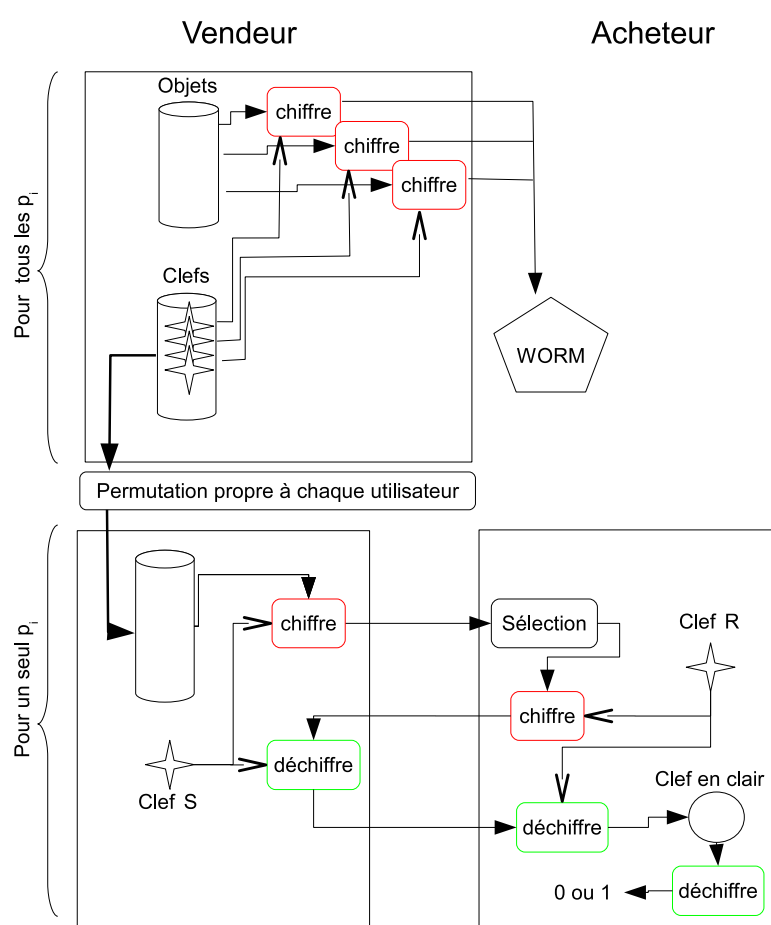 Vendeur
Acheteur
Pour tous les pi
Objets
chiffre
chiffre
chiffre
Clefs
WORM
Permutation propre à chaque utilisateur
Pour un seul pi
chiffre
Sélection
Clef R
chiffre
déchiffre
Clef S
Clef en clair
déchiffre
déchiffre
0 ou 1